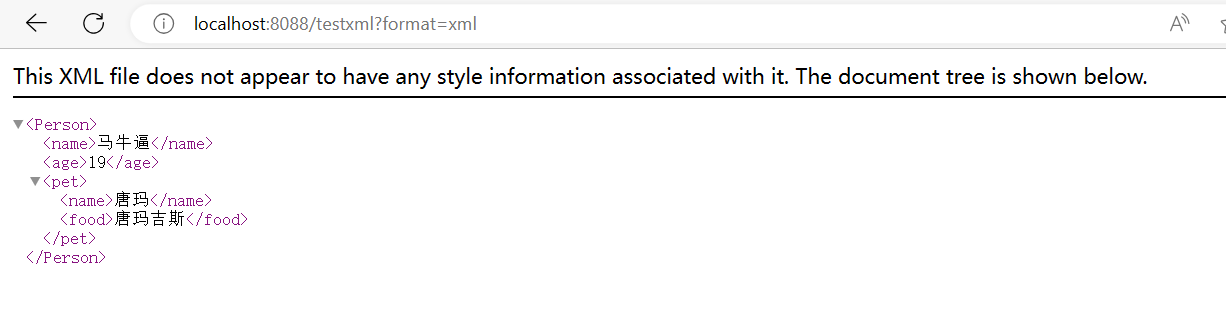 localhost:8088/testxml?format=xml
This XML file does not appear to have any style information associated with it. The document tree is shown below.
<Person>
<name>马牛逼</name>
<age>19</age>
<pet>
<name>唐玛</name>
<food>唐玛吉斯</food>
</pet>
</Person>